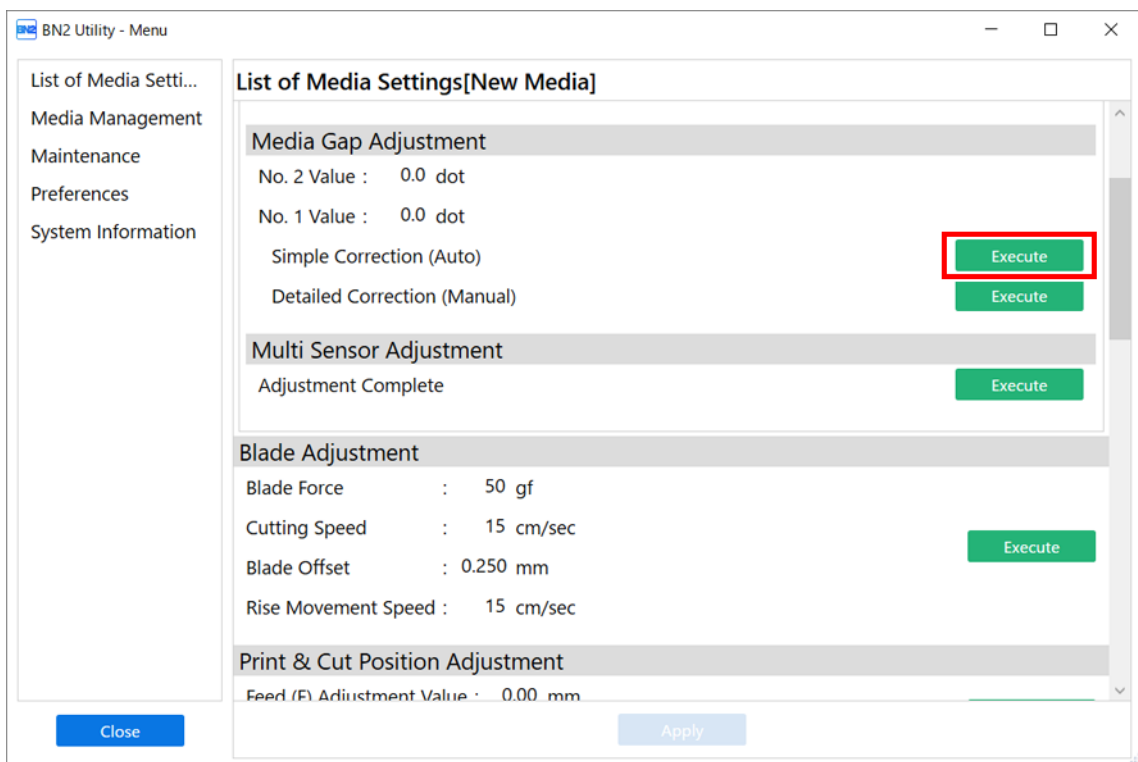 BN2 BN2 Utility - Menu
List of Media Setti...
Media Management
Maintenance
Preferences
System Information
Close
List of Media Settings[New Media]
Media Gap Adjustment
No. 2 Value : 0.0 dot
No. 1 Value : 0.0 dot
Simple Correction (Auto) Execute
Detailed Correction (Manual) Execute
Multi Sensor Adjustment
Adjustment Complete Execute
Blade Adjustment
Blade Force : 50 gf
Cutting Speed : 15 cm/sec
Execute
Blade Offset : 0.250 mm
Rise Movement Speed : 15 cm/sec
Print & Cut Position Adjustment
Feed (F) Adjustment Value : 0.00 mm
Apply